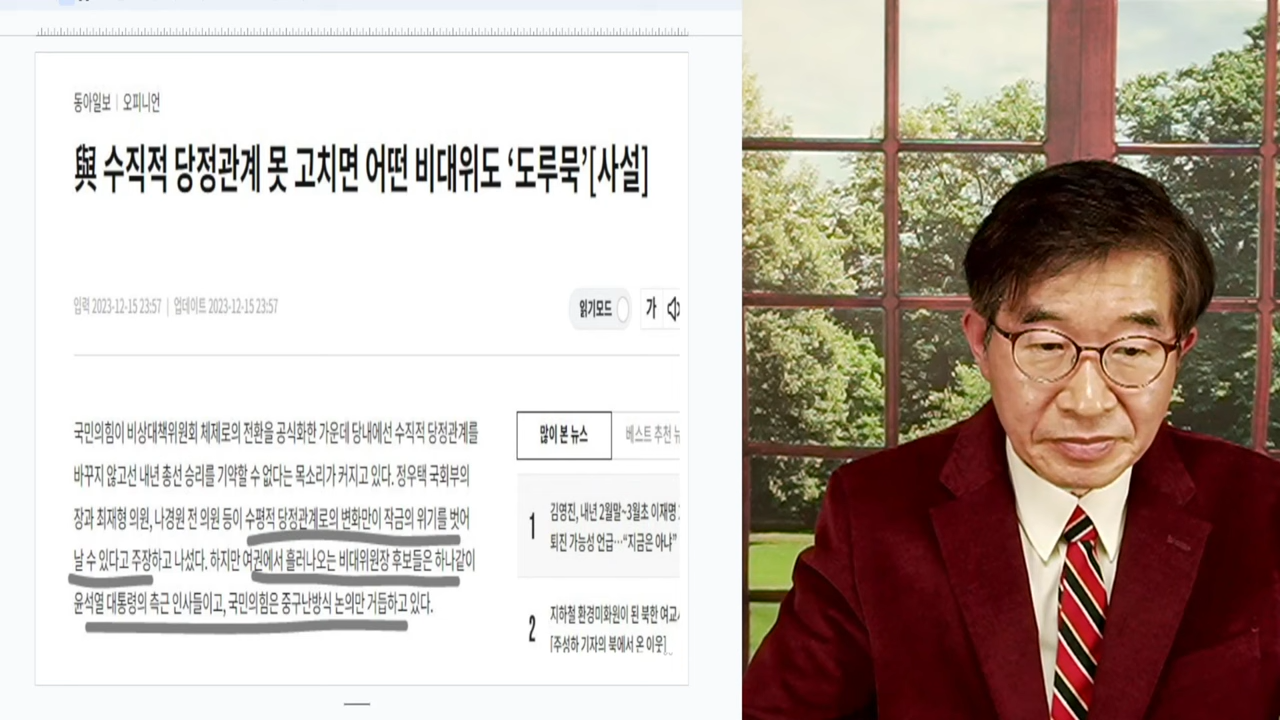 동아일보 | 오피니언
與 수직적 당정관계 못 고치면 어떤 비대위도 ‘도루묵’[사설]
입력 2023-12-15 23:57 | 업데이트 2023-12-15 23:57
읽기모드
가
국민의힘이 비상대책위원회 체제로의 전환을 공식화한 가운데 당내에서 수직적 당정관계를
바꾸지 않고선 내년 총선 승리를 기약할 수 없다는 목소리가 커지고 있다. 정우택 국회부의
장과 최재형 의원, 나경원 전 의원 등이 수평적 당정관계로의 변화만이 작금의 위기를 벗어
날 수 있다고 주장하고 나섰다. 하지만 여권에서 흘러나오는 비대위원장 후보들은 하나같이
윤석열 대통령의 측근 인사들이고, 국민의힘은 중구난방식 논의만 거듭하고 있다.
많이 본 뉴스
베스트 추천 뉴
1
김영진, 내년 2월말~3월초 이재명
퇴진 가능성 언급…“지금은 아냐”
2
지하철 환경미화원이 된 북한 여교
[주성하 기자의 북에서 온 이웃]